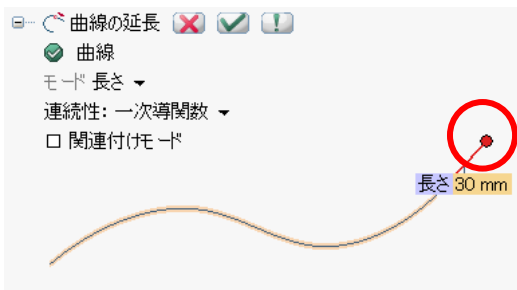 曲線の延長
曲線
モード 長さ
連続性: 一次導関数
関連付けモード
長さ 30 mm